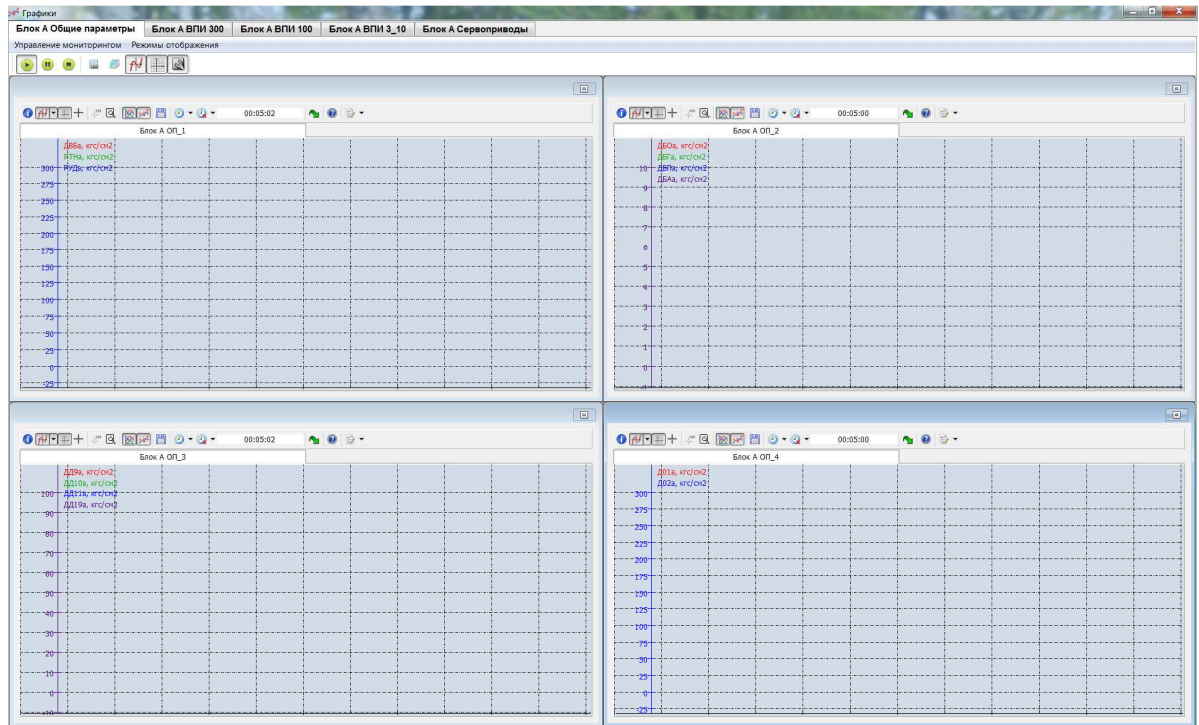 Графики
Блок А Общие параметры Блок А ВПИ 300 Блок А ВПИ 100 Блок А ВПИ 3_10 Блок А Сервоприводы
Управление мониторингом Режимы отображения
00:05:02
Блок А ОП_1
ДВБа, кгс/см2
ПТНа, кгс/см2
РУДа, кгс/см2
300
275
250
225
200
175
150
125
100
75
50
25
0
-25
00:05:00
Блок А ОП_2
ДБОа, кгс/см2
ДБГа, кгс/см2
ДБПа, кгс/см2
ДБАа, кгс/см2
10
9
8
7
6
5
4
3
2
1
0
-1
00:05:02
Блок А ОП_3
ДД9а, кгс/см2
ДД10а, кгс/см2
ДД11а, кгс/см2
ДД19а, кгс/см2
100
90
80
70
60
50
40
30
20
10
0
-10
00:05:00
Блок А ОП_4
Д01а, кгс/см2
Д02а, кгс/см2
300
275
250
225
200
175
150
125
100
75
50
25
0
-25